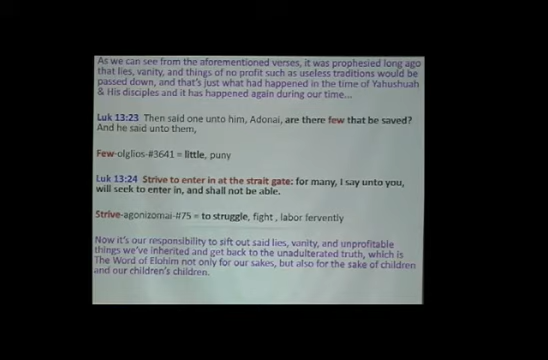 As we can see from the aforementioned verses, it was prophesied long ago
that lies, vanity, and things of no profit such as useless traditions would be
passed down, and that's just what had happened in the time of Yahushuah
& His disciples and it has happened again during our time...
Luk 13:23 Then said one unto him, Adonai, are there few that be saved?
And he said unto them,
Few-olglios-#3641 = little, puny
Luk 13:24 Strive to enter in at the strait gate: for many, I say unto you,
will seek to enter in, and shall not be able.
Strive-agonizomai-#75 = to struggle, fight , labor fervently
Now it's our responsibility to sift out said lies, vanity, and unprofitable
things we've inherited and get back to the unadulterated truth, which is
The Word of Elohim not only for our sakes, but also for the sake of children
and our children's children.